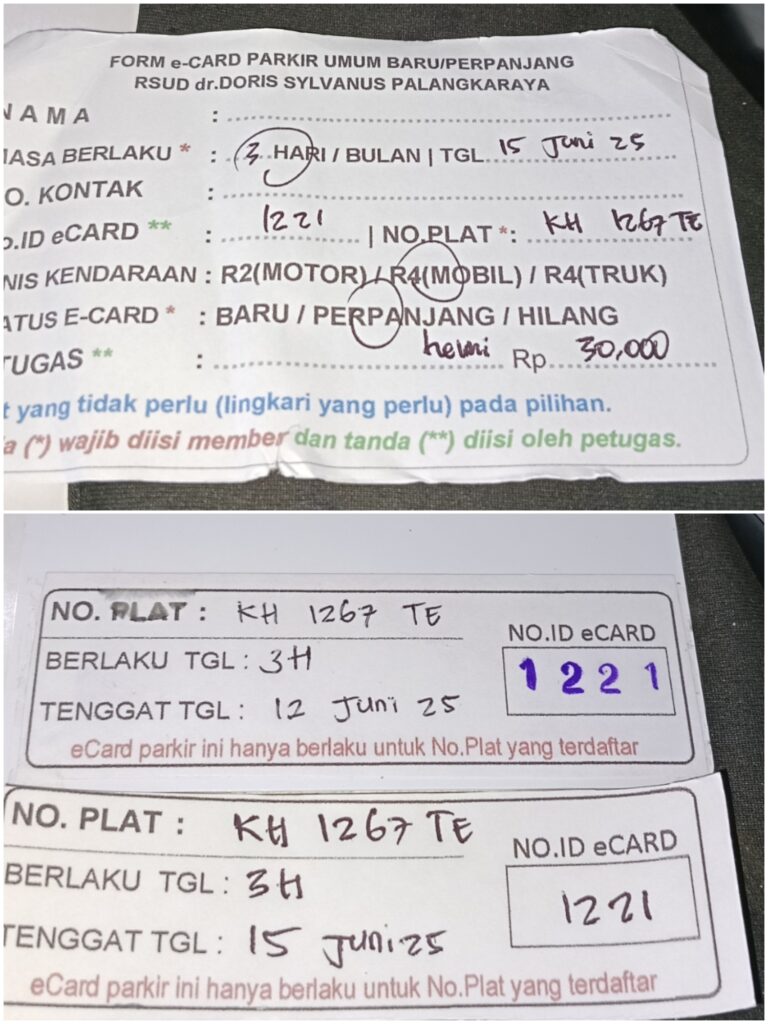 FORM e-CARD PARKIR UMUM BARU/PERPANJANG
RSUD dr.DORIS SYLVANUS PALANGKARAYA
NAMA :
MASA BERLAKU * : 3 HARI / BULAN | TGL 15 Juni 25
O. KONTAK :
o.ID eCARD ** : 1221 | NO.PLAT *: KH 1267 TE
NIS KENDARAAN : R2(MOTOR) / R4(MOBIL) / R4(TRUK)
ATUS E-CARD * : BARU / PERPANJANG / HILANG
TUGAS ** : helmi Rp 30,000
t yang tidak perlu (lingkari yang perlu) pada pilihan.
a (*) wajib diisi member dan tanda (**) diisi oleh petugas.
NO. PLAT : KH 1267 TE
NO.ID eCARD
BERLAKU TGL : 3H
1221
TENGGAT TGL : 12 Juni 25
eCard parkir ini hanya berlaku untuk No.Plat yang terdaftar
NO. PLAT : KH 1267 TE
NO.ID eCARD
BERLAKU TGL : 3H
1221
TENGGAT TGL : 15 Juni 25
eCard parkir ini hanya berlaku untuk No.Plat yang terdaftar